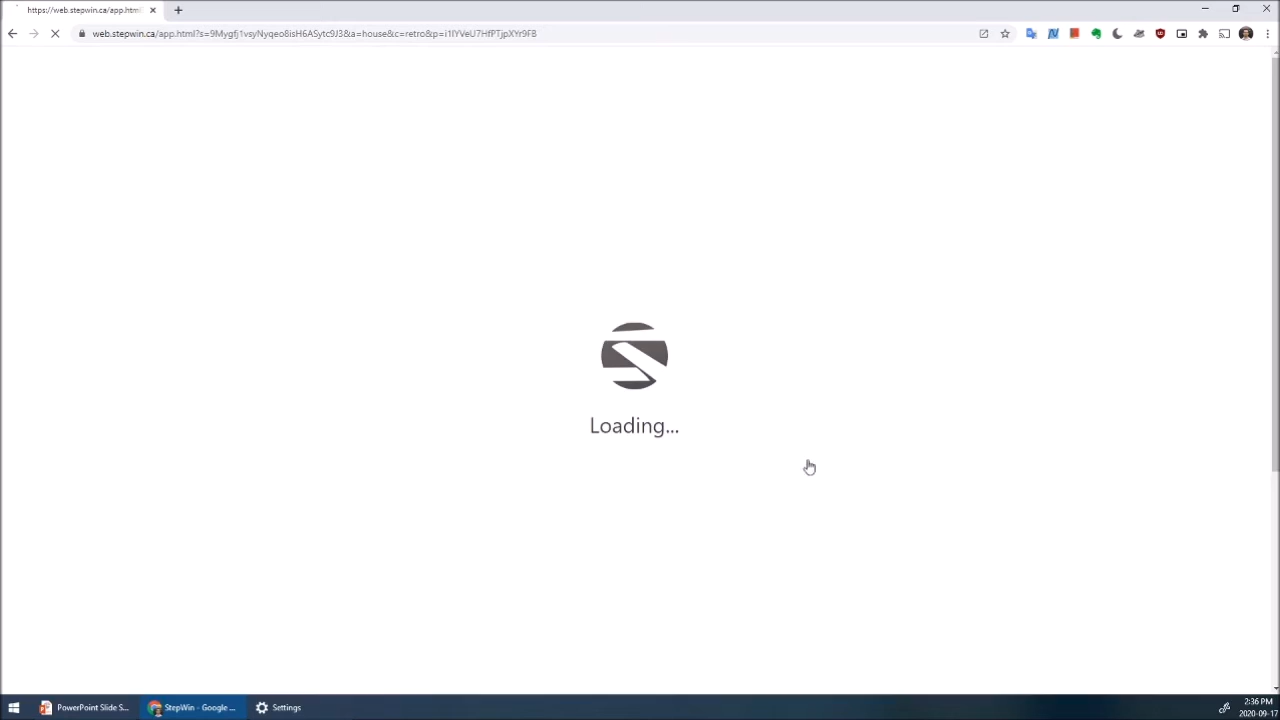 https://web.stepwin.ca/app.html
web.stepwin.ca/app.html?s=9Mygfj1vsyNyqeo8isH6ASytc9J3&a=house&c=retro&p=i1IYVeU7HfPTjpXYr9FB
Loading...
PowerPoint Slide S...
StepWin - Google ...
Settings
2:36 PM
2020-09-17